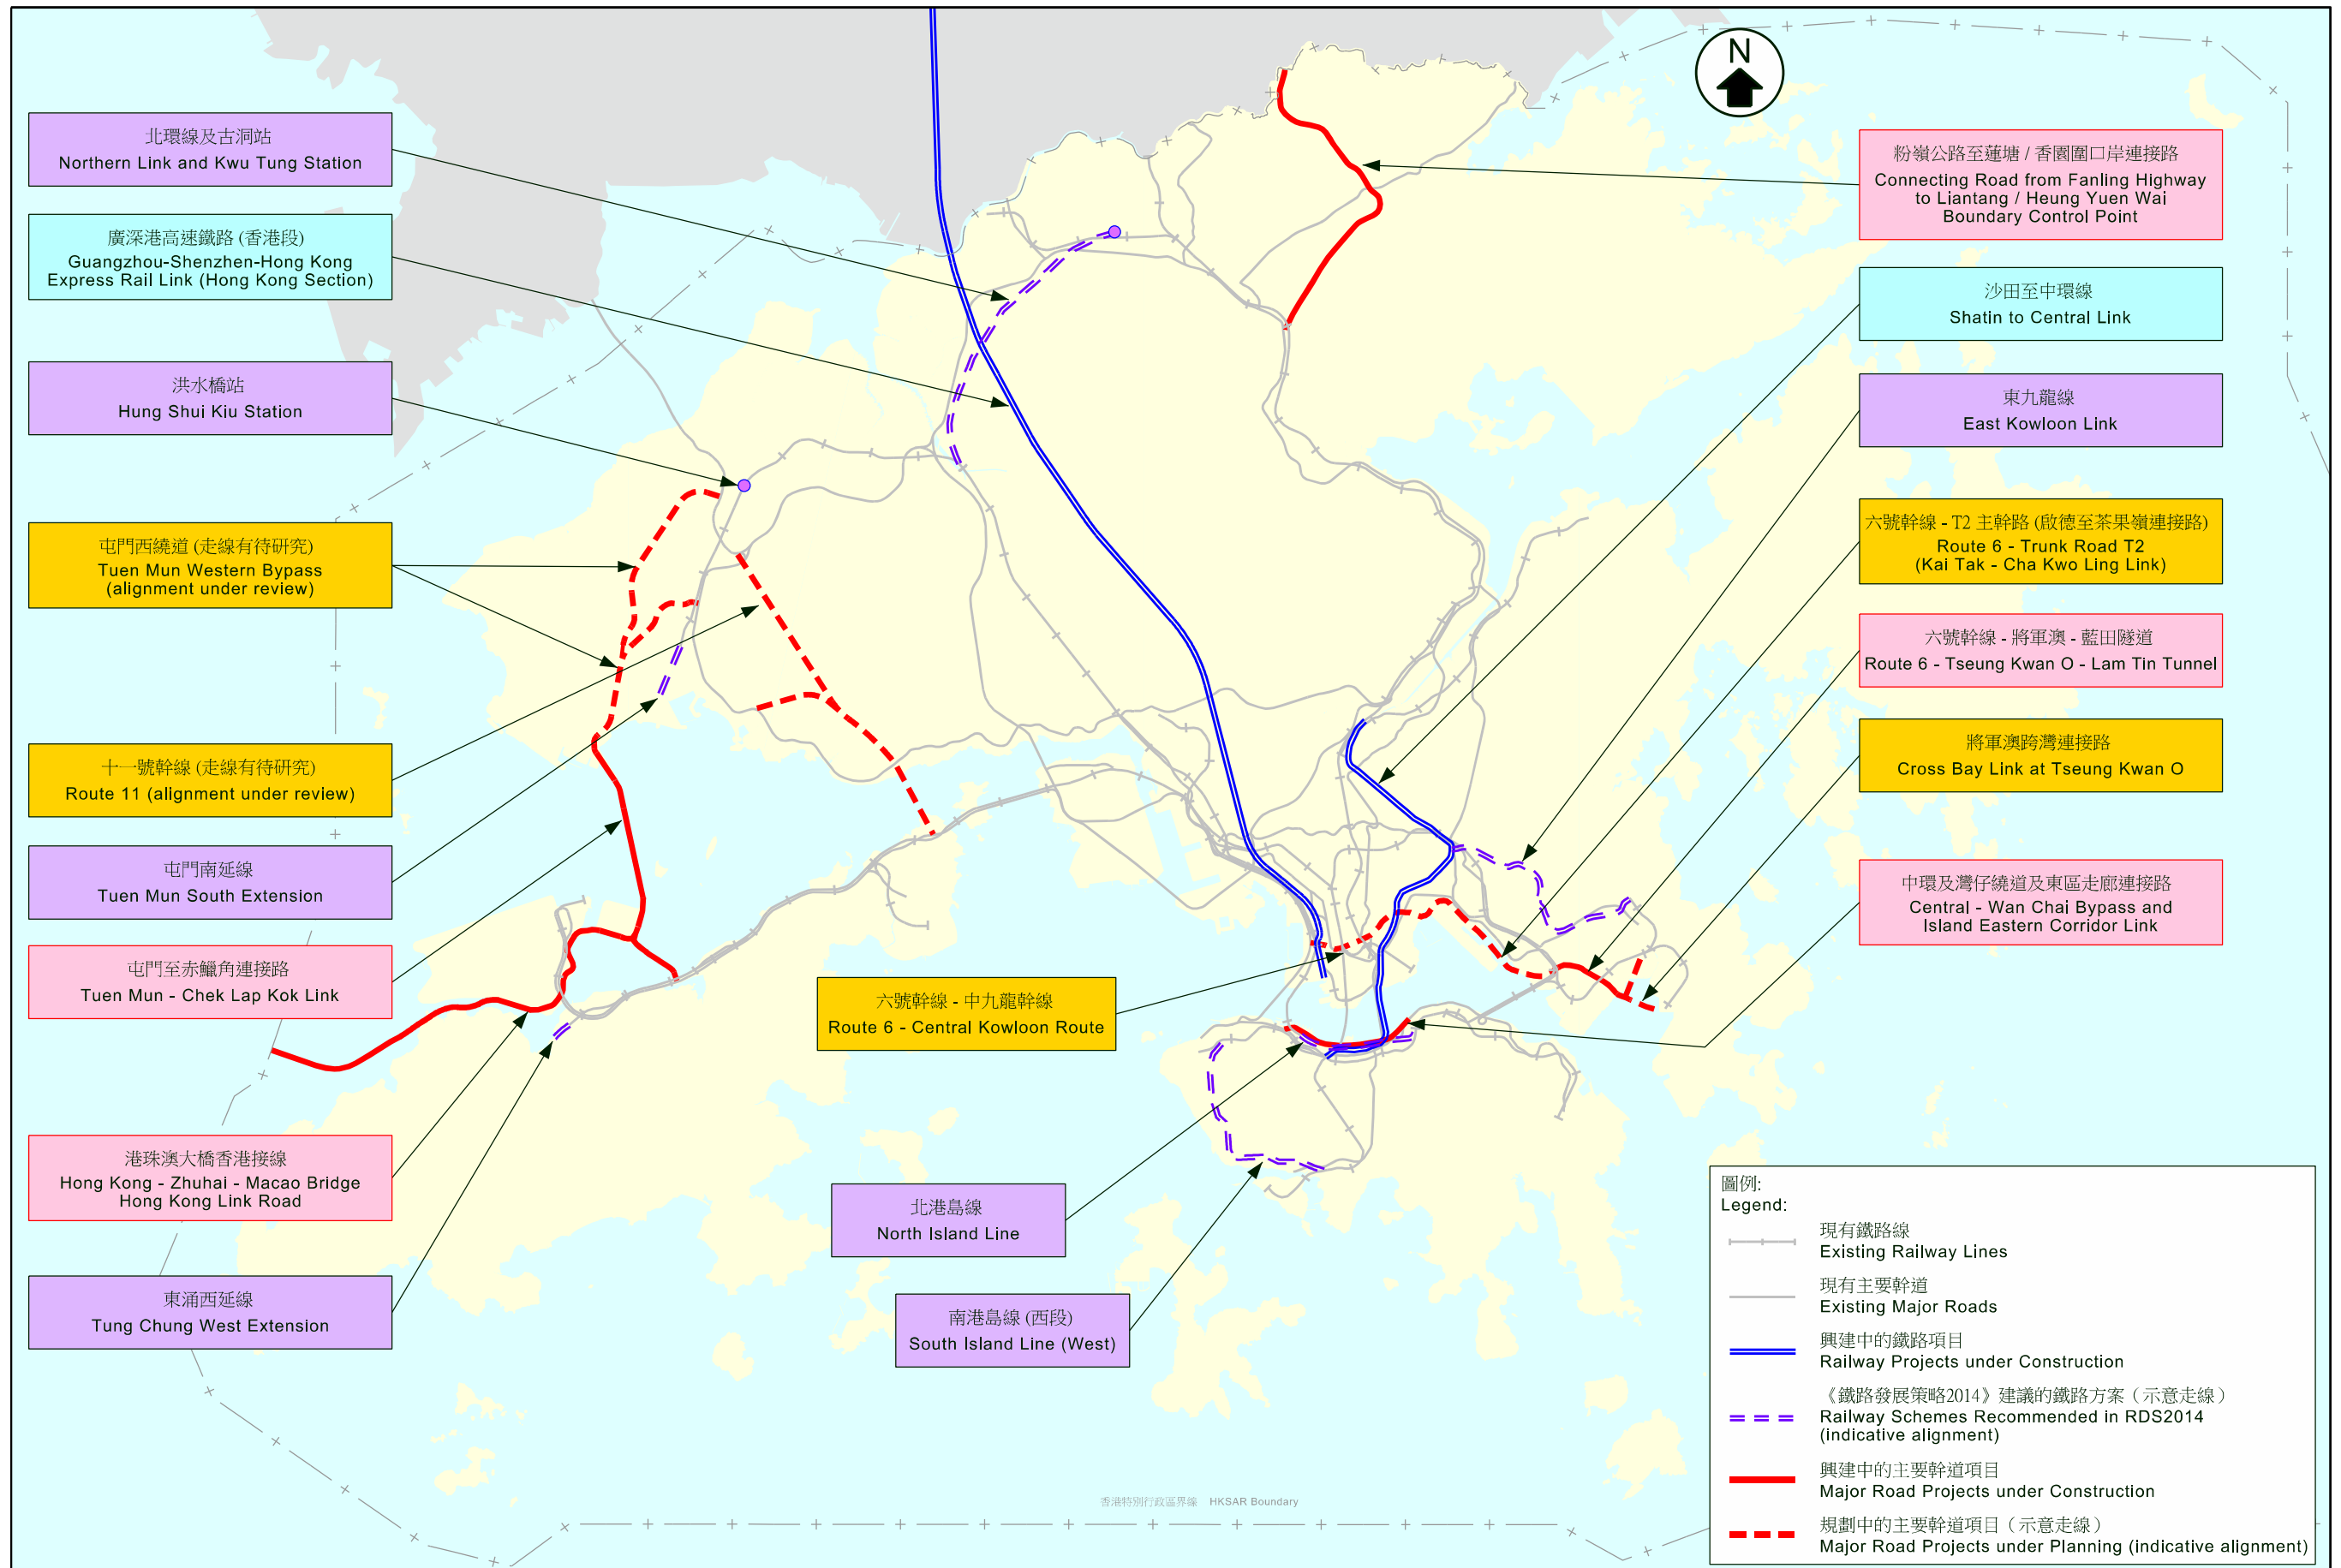 N
北環線及古洞站
Northern Link and Kwu Tung Station
廣深港高速鐵路 (香港段)
Guangzhou-Shenzhen-Hong Kong
Express Rail Link (Hong Kong Section)
洪水橋站
Hung Shui Kiu Station
屯門西繞道 (走線有待研究)
Tuen Mun Western Bypass
(alignment under review)
十一號幹線 (走線有待研究)
Route 11 (alignment under review)
屯門南延線
Tuen Mun South Extension
屯門至赤鱲角連接路
Tuen Mun - Chek Lap Kok Link
港珠澳大橋香港接線
Hong Kong - Zhuhai - Macao Bridge
Hong Kong Link Road
東涌西延線
Tung Chung West Extension
六號幹線 - 中九龍幹線
Route 6 - Central Kowloon Route
北港島線
North Island Line
南港島線 (西段)
South Island Line (West)
粉嶺公路至蓮塘 / 香園圍口岸連接路
Connecting Road from Fanling Highway
to Liantang / Heung Yuen Wai
Boundary Control Point
沙田至中環線
Shatin to Central Link
東九龍線
East Kowloon Link
六號幹線 - T2 主幹路 (啟德至茶果嶺連接路)
Route 6 - Trunk Road T2
(Kai Tak - Cha Kwo Ling Link)
六號幹線 - 將軍澳 - 藍田隧道
Route 6 - Tseung Kwan O - Lam Tin Tunnel
將軍澳跨灣連接路
Cross Bay Link at Tseung Kwan O
中環及灣仔繞道及東區走廊連接路
Central - Wan Chai Bypass and
Island Eastern Corridor Link
圖例:
Legend:
現有鐵路線
Existing Railway Lines
現有主要幹道
Existing Major Roads
興建中的鐵路項目
Railway Projects under Construction
《鐵路發展策略2014》建議的鐵路方案（示意走線）
Railway Schemes Recommended in RDS2014
(indicative alignment)
興建中的主要幹道項目
Major Road Projects under Construction
規劃中的主要幹道項目（示意走線）
Major Road Projects under Planning (indicative alignment)
香港特別行政區界線 HKSAR Boundary